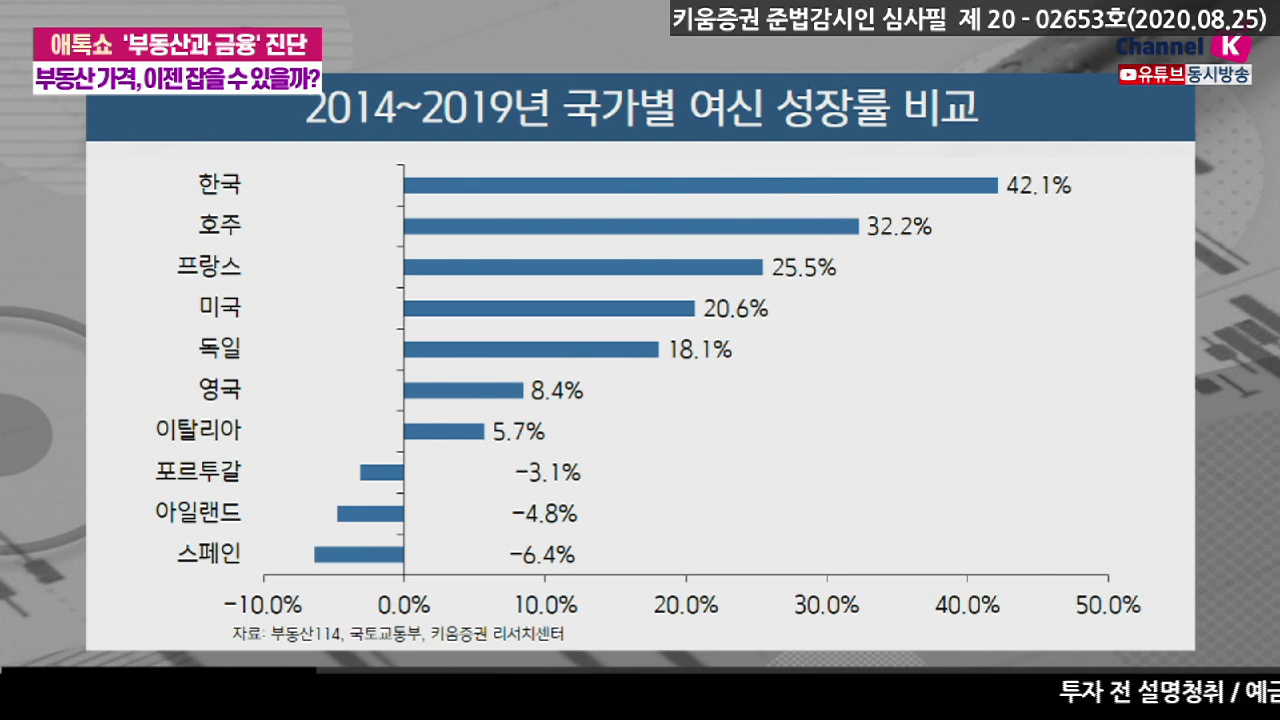 키움증권 준법감시인 심사필 제 20 - 02653호(2020.08.25)
애톡쇼 '부동산과 금융' 진단
부동산 가격, 이젠 잡을 수 있을까?
Channel K
유튜브동시방송
2014~2019년 국가별 여신 성장률 비교
한국 42.1%
호주 32.2%
프랑스 25.5%
미국 20.6%
독일 18.1%
영국 8.4%
이탈리아 5.7%
포르투갈 -3.1%
아일랜드 -4.8%
스페인 -6.4%
-10.0% 0.0% 10.0% 20.0% 30.0% 40.0% 50.0%
자료: 부동산114, 국토교통부, 키움증권 리서치센터
투자 전 설명청취 / 예금